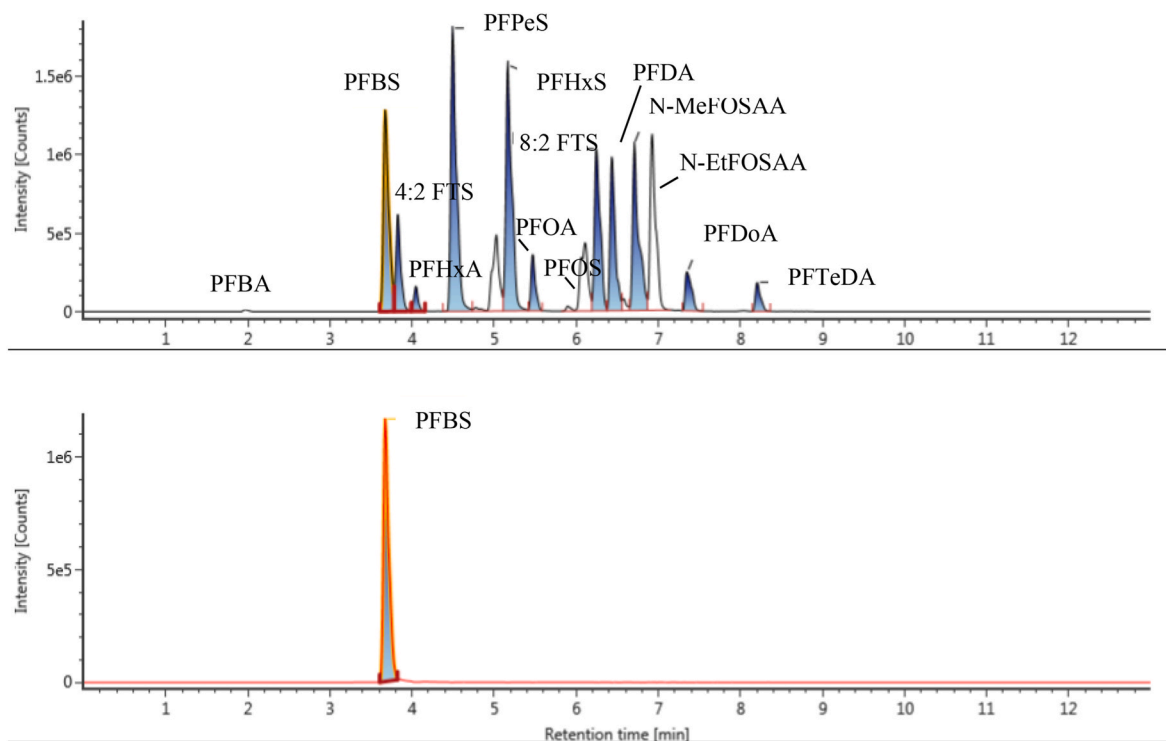 PFPeS
PFBS
PFHxS
PFDA
N-MeFOSAA
8:2 FTS
N-EtFOSAA
4:2 FTS
PFOA
PFDoA
PFHxA
PFOS
PFTeDA
PFBA
Intensity [Counts]
1.5e6
1e6
5e5
0
1 2 3 4 5 6 7 8 9 10 11 12
PFBS
Intensity [Counts]
1e6
5e5
0
1 2 3 4 5 6 7 8 9 10 11 12
Retention time [min]